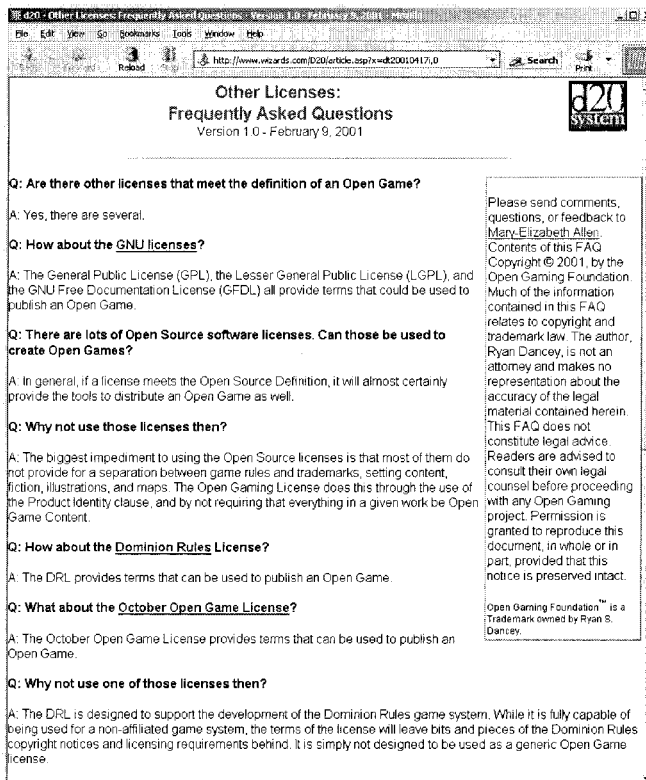 d20 - Other Licenses: Frequently Asked Questions - Version 1.0 - February 9, 2001
File Edit View Go Bookmarks Tools Window Help
Reload
http://www.wizards.com/D20/article.asp?x=dt20010417i,0
Search
Print
Other Licenses:
Frequently Asked Questions
Version 1.0 - February 9, 2001
d20
system
Q: Are there other licenses that meet the definition of an Open Game?
A: Yes, there are several.
Q: How about the GNU licenses?
A: The General Public License (GPL), the Lesser General Public License (LGPL), and
the GNU Free Documentation License (GFDL) all provide terms that could be used to
publish an Open Game.
Q: There are lots of Open Source software licenses. Can those be used to
create Open Games?
A: In general, if a license meets the Open Source Definition, it will almost certainly
provide the tools to distribute an Open Game as well.
Q: Why not use those licenses then?
A: The biggest impediment to using the Open Source licenses is that most of them do
not provide for a separation between game rules and trademarks, setting content,
fiction, illustrations, and maps. The Open Gaming License does this through the use of
the Product Identity clause, and by not requiring that everything in a given work be Open
Game Content.
Q: How about the Dominion Rules License?
A: The DRL provides terms that can be used to publish an Open Game.
Q: What about the October Open Game License?
A: The October Open Game License provides terms that can be used to publish an
Open Game.
Q: Why not use one of those licenses then?
A: The DRL is designed to support the development of the Dominion Rules game system. While it is fully capable of
being used for a non-affiliated game system, the terms of the license will leave bits and pieces of the Dominion Rules
copyright notices and licensing requirements behind. It is simply not designed to be used as a generic Open Game
license.
Please send comments,
questions, or feedback to
Mary-Elizabeth Allen.
Contents of this FAQ
Copyright © 2001, by the
Open Gaming Foundation.
Much of the information
contained in this FAQ
relates to copyright and
trademark law. The author,
Ryan Dancey, is not an
attorney and makes no
representation about the
accuracy of the legal
material contained herein.
This FAQ does not
constitute legal advice.
Readers are advised to
consult their own legal
counsel before proceeding
with any Open Gaming
project. Permission is
granted to reproduce this
document, in whole or in
part, provided that this
notice is preserved intact.
Open Gaming Foundation™ is a
Trademark owned by Ryan S.
Dancey.